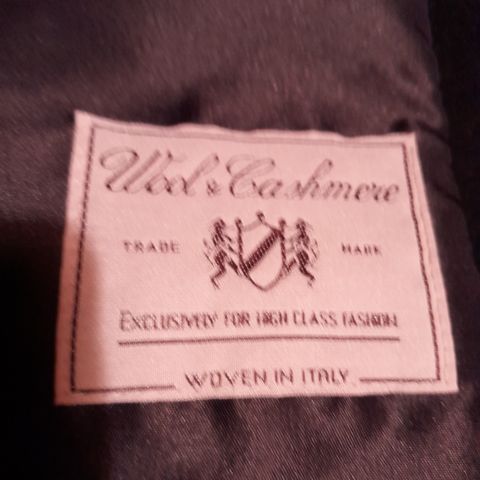 Wool & Cashmere
TRADE MARK
EXCLUSIVELY FOR HIGH CLASS FASHION
WOVEN IN ITALY